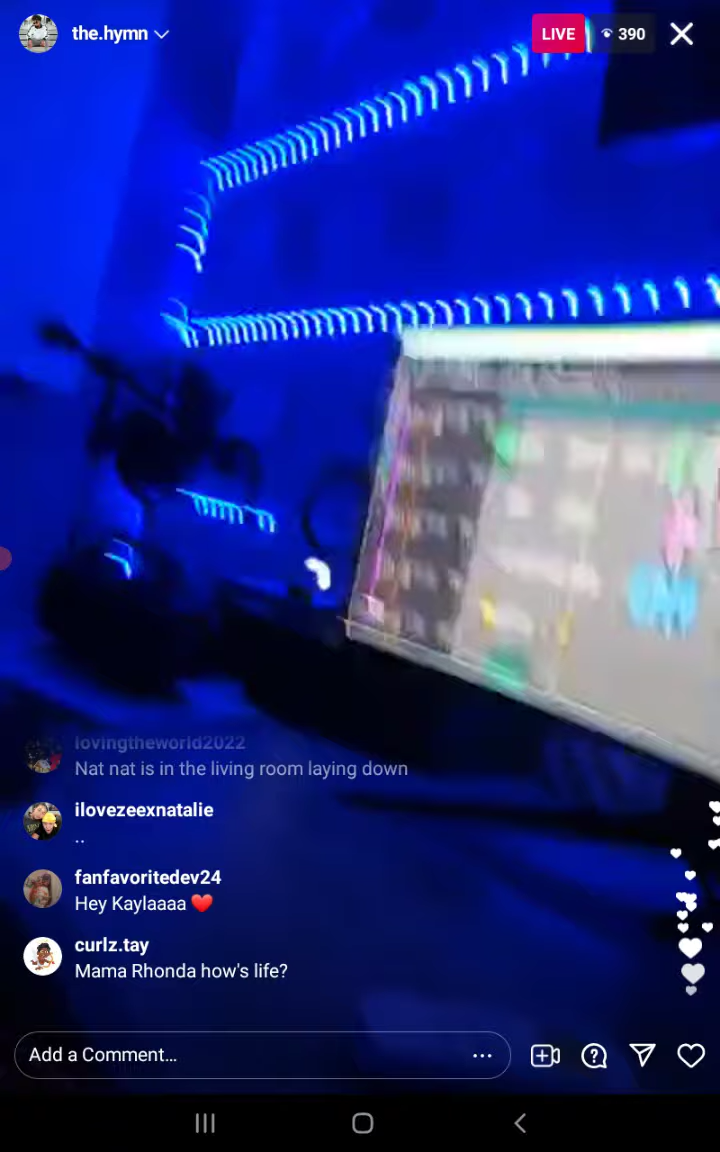 the.hymn
LIVE
390
lovingtheworld2022
Nat nat is in the living room laying down
ilovezeexnatalie
..
fanfavoritedev24
Hey Kaylaaaa ❤️
curlz.tay
Mama Rhonda how's life?
Add a Comment...